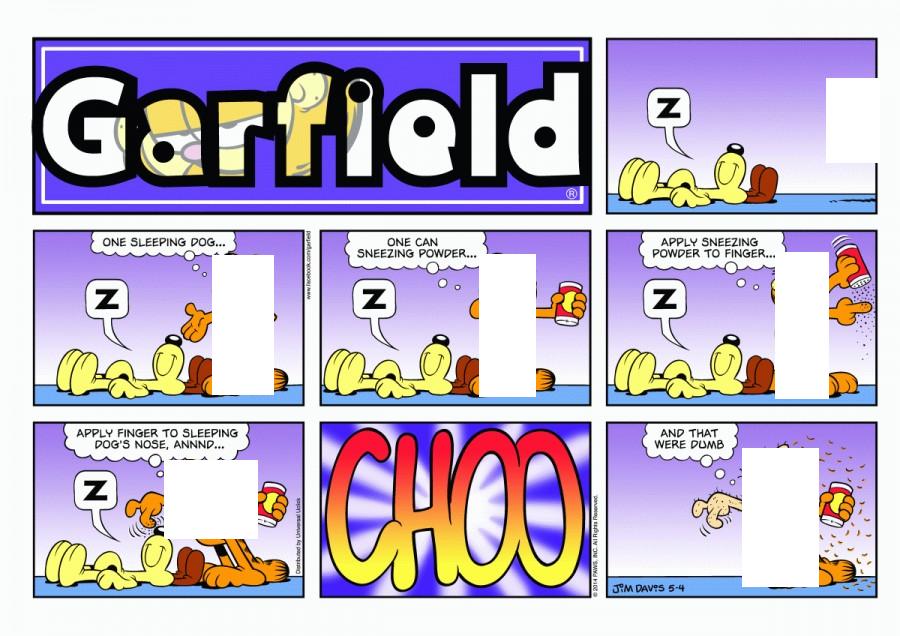 Garfield
®
Z
ONE SLEEPING DOG...
Z
www.facebook.com/garfield
ONE CAN
SNEEZING POWDER...
Z
APPLY SNEEZING
POWDER TO FINGER...
Z
APPLY FINGER TO SLEEPING
DOG'S NOSE, ANNND...
Z
Distributed by Universal Uclick
CHOO
© 2014 PAWS, INC. All Rights Reserved.
AND THAT
WERE DUMB
JIM DAVIS 5-4